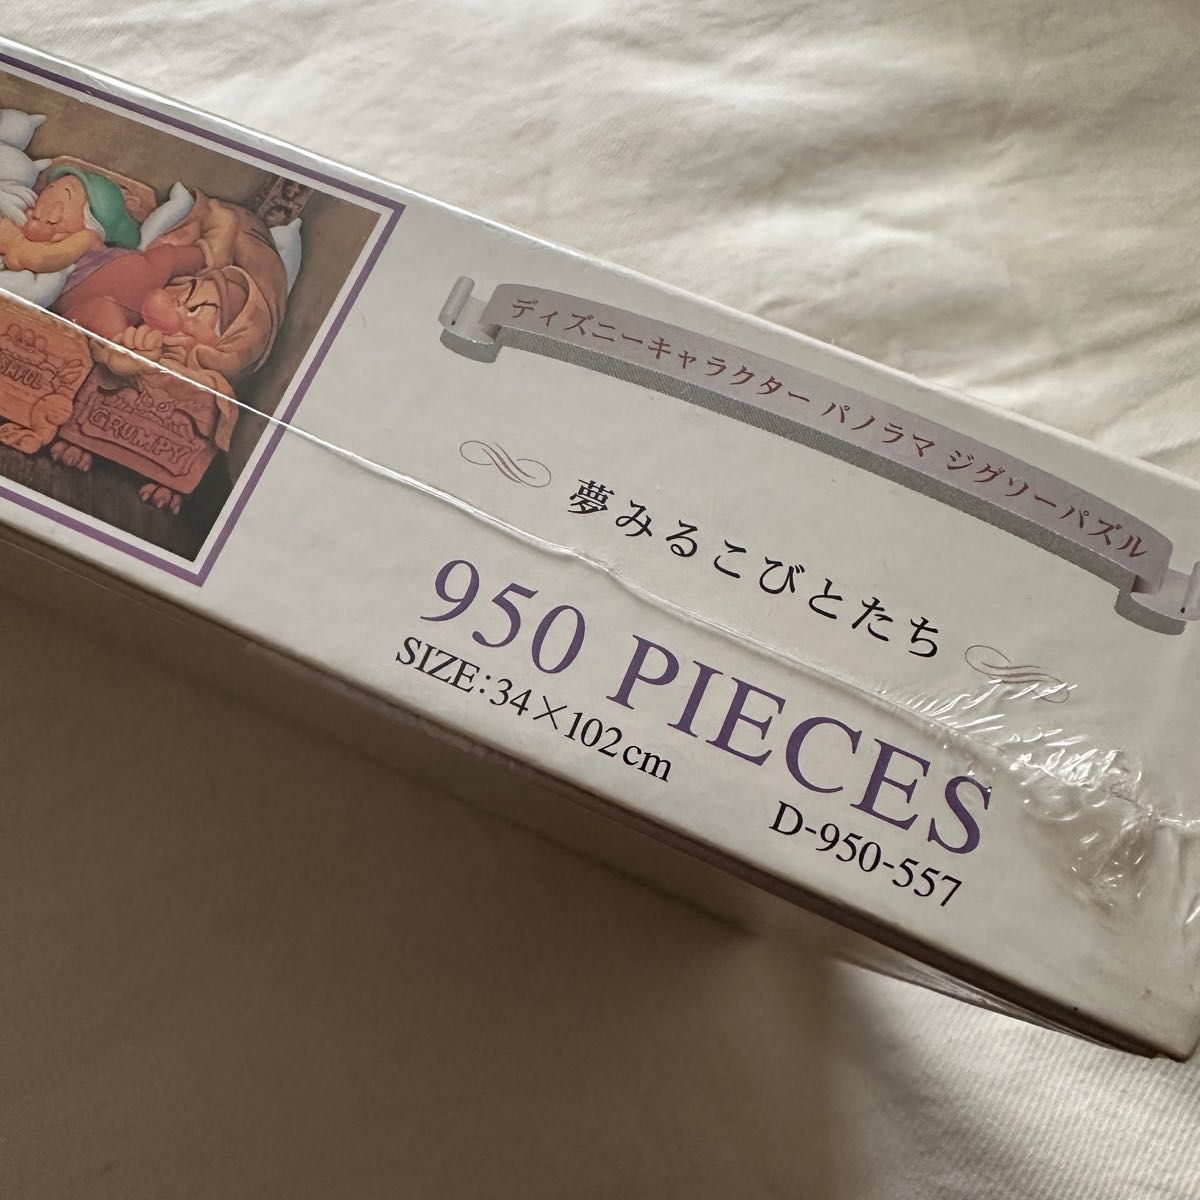 ディズニーキャラクター パノラマ ジグソーパズル
夢みるこびとたち
950 PIECES
SIZE:34×102cm
D-950-557
GRUMPY